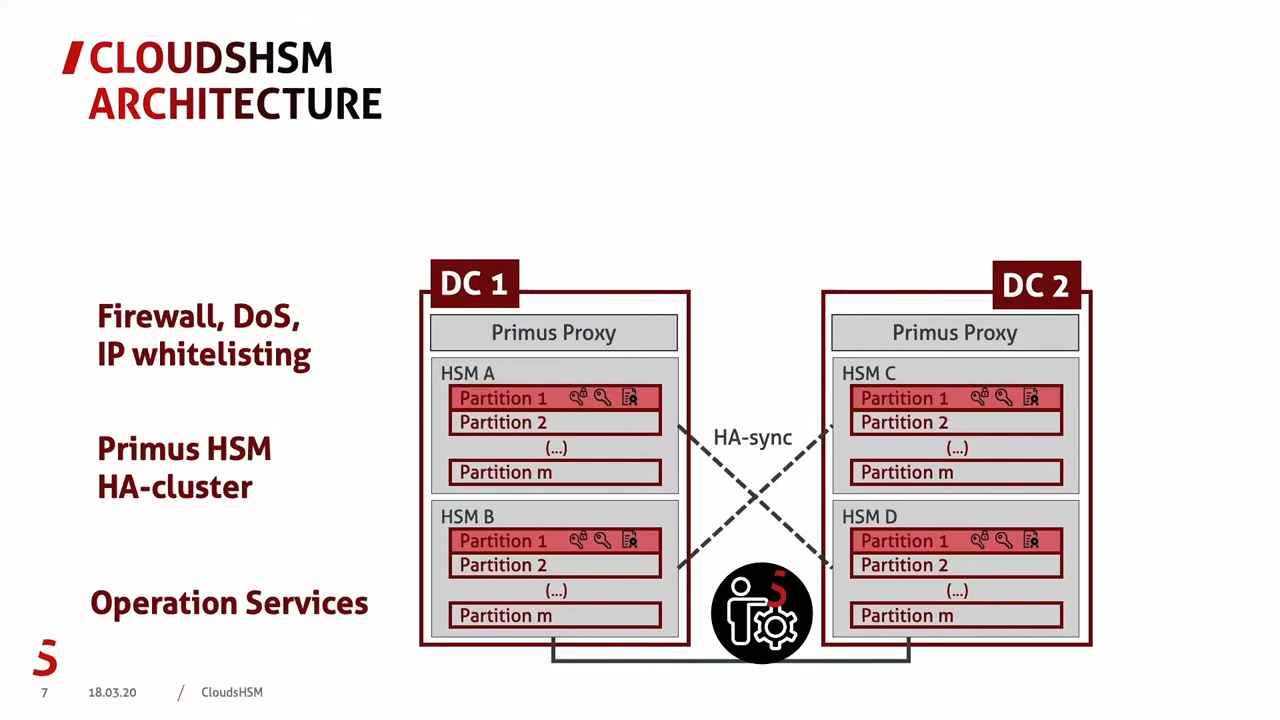 CLOUDSHSM
ARCHITECTURE
Firewall, DoS,
IP whitelisting
Primus HSM
HA-cluster
Operation Services
DC 1
Primus Proxy
HSM A
Partition 1
Partition 2
(...)
Partition m
HSM B
Partition 1
Partition 2
(...)
Partition m
HA-sync
DC 2
Primus Proxy
HSM C
Partition 1
Partition 2
(...)
Partition m
HSM D
Partition 1
Partition 2
(...)
Partition m
7 18.03.20 / CloudsHSM